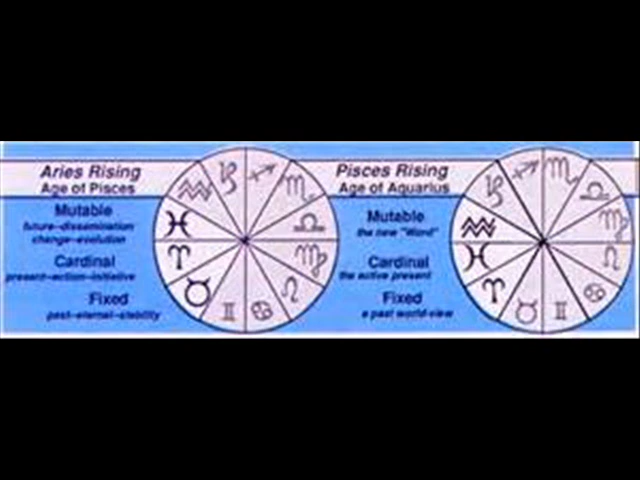 Aries Rising
Age of Pisces
Mutable
future–dissemination
change–evolution
Cardinal
present–action–initiative
Fixed
past–eternal–stability
Pisces Rising
Age of Aquarius
Mutable
the new "Word"
Cardinal
the active present
Fixed
a past world-view